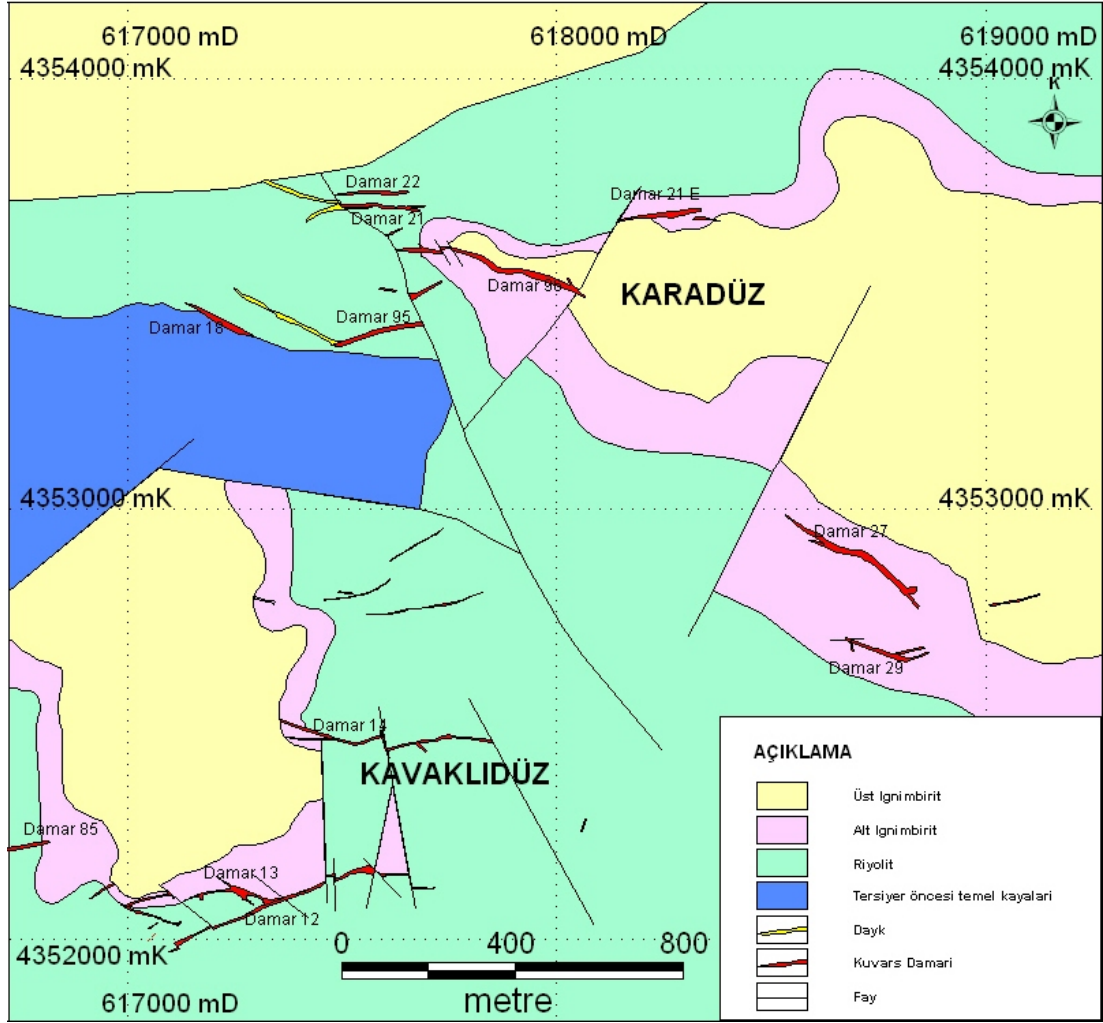 617000 mD
618000 mD
619000 mD
4354000 mK
4354000 mK
K
Damar 22
Damar 21 E
Damar 21
Damar 96
KARADÜZ
Damar 18
Damar 95
4353000 mK
4353000 mK
Damar 27
Damar 29
Damar 14
KAVAKLIDÜZ
Damar 85
Damar 13
Damar 12
4352000 mK
0
400
800
metre
617000 mD
AÇIKLAMA
Üst Ignimbirit
Alt Ignimbirit
Riyolit
Tersiyer öncesi temel kayalari
Dayk
Kuvars Damari
Fay